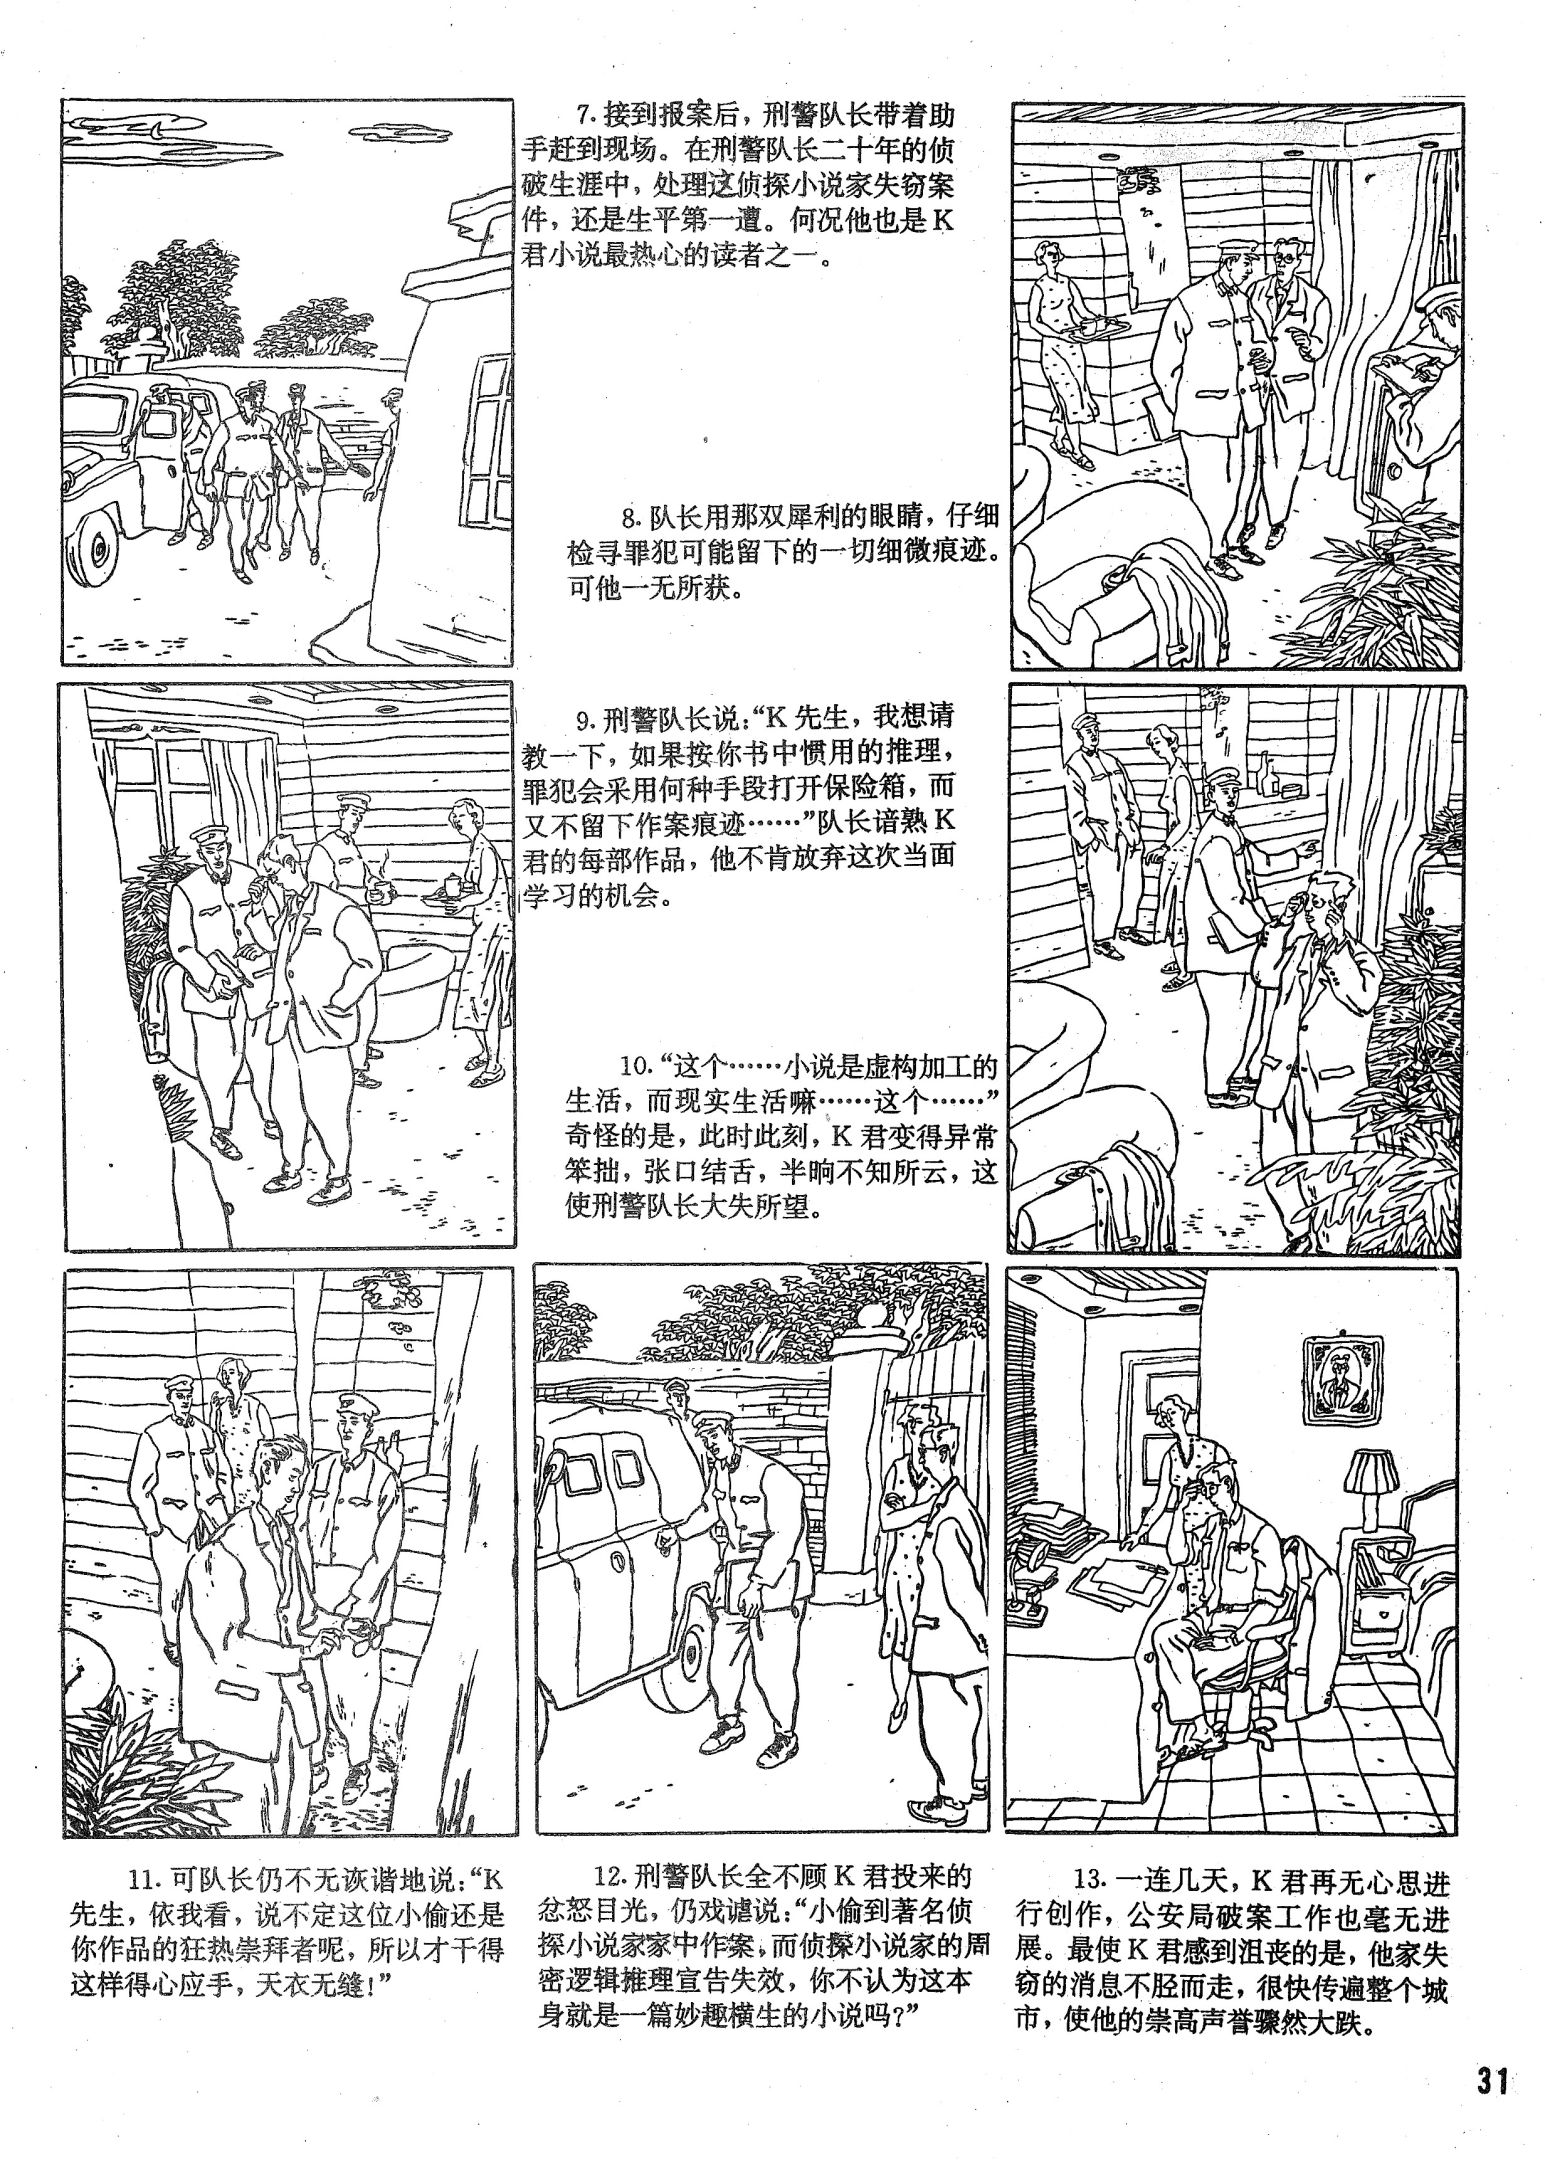 7. 接到报案后，刑警队长带着助
手赶到现场。在刑警队长二十年的侦
破生涯中，处理这侦探小说家失窃案
件，还是生平第一遭。何况他也是K
君小说最热心的读者之一。
8. 队长用那双犀利的眼睛，仔细
检寻罪犯可能留下的一切细微痕迹。
可他一无所获。
9. 刑警队长说：“K 先生，我想请
教一下，如果按你书中惯用的推理，
罪犯会采用何种手段打开保险箱，而
又不留下作案痕迹……”队长谙熟K
君的每部作品，他不肯放弃这次当面
学习的机会。
10.“这个……小说是虚构加工的
生活，而现实生活嘛……这个……”
奇怪的是，此时此刻，K 君变得异常
笨拙，张口结舌，半晌不知所云，这
使刑警队长大失所望。
11. 可队长仍不无诙谐地说：“K
先生，依我看，说不定这位小偷还是
你作品的狂热崇拜者呢，所以才干得
这样得心应手，天衣无缝！”
12. 刑警队长全不顾K君投来的
忿怒目光，仍戏谑说：“小偷到著名侦
探小说家家中作案，而侦探小说家的周
密逻辑推理宣告失效，你不认为这本
身就是一篇妙趣横生的小说吗？”
13. 一连几天，K君再无心思进
行创作，公安局破案工作也毫无进
展。最使K君感到沮丧的是，他家失
窃的消息不胫而走，很快传遍整个城
市，使他的崇高声誉骤然大跌。
31